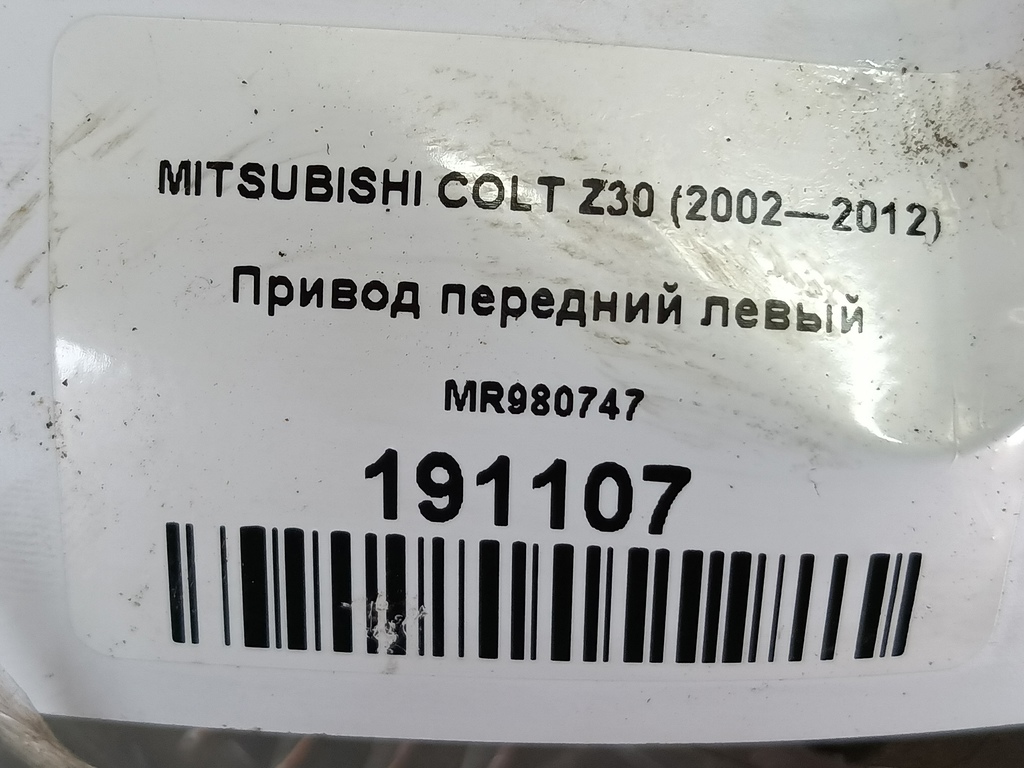 MITSUBISHI COLT Z30 (2002—2012)
Привод передний левый
MR980747
191107